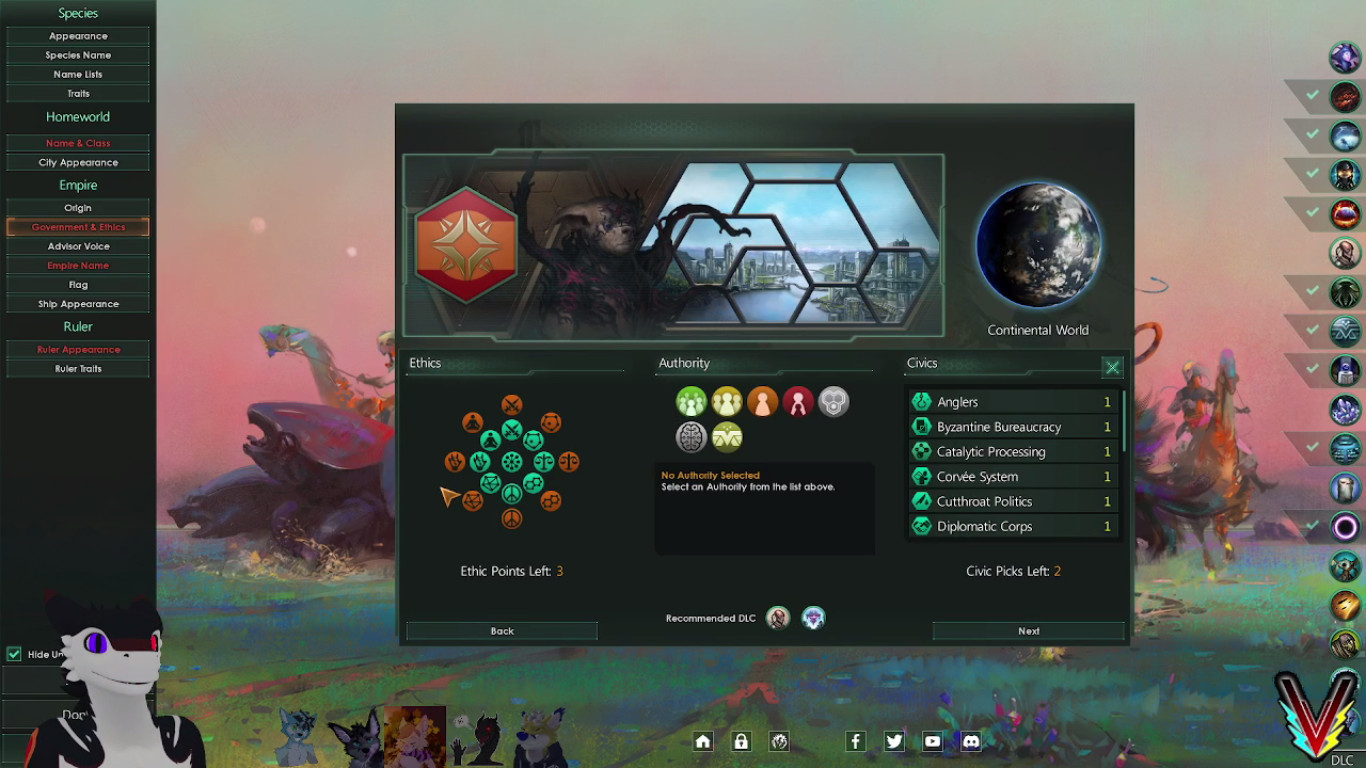 Species
Appearance
Species Name
Name Lists
Traits
Homeworld
Name & Class
City Appearance
Empire
Origin
Government & Ethics
Advisor Voice
Empire Name
Flag
Ship Appearance
Ruler
Ruler Appearance
Ruler Traits
Hide
Continental World
Ethics
Ethic Points Left: 3
Back
Authority
No Authority Selected
Select an Authority from the list above.
Recommended DLC
Civics
Anglers 1
Byzantine Bureaucracy 1
Catalytic Processing 1
Corvée System 1
Cutthroat Politics 1
Diplomatic Corps 1
Civic Picks Left: 2
Next
DLC